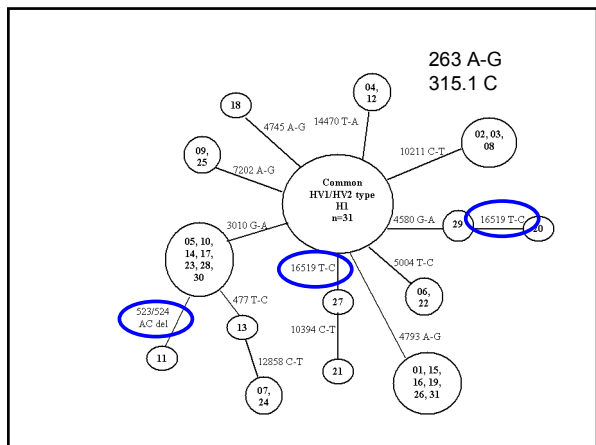 263 A-G
315.1 C
04,
12
18
14470 T-A
4745 A-G
02, 03,
08
10211 C-T
09,
25
7202 A-G
Common
HV1/HV2 type
H1
n=31
3010 G-A
4580 G-A
29
16519 T-C
20
05, 10,
14, 17,
23, 28,
30
16519 T-C
5004 T-C
06,
22
27
523/524
AC del
477 T-C
13
10394 C-T
4793 A-G
11
12858 C-T
21
01, 15,
16, 19,
26, 31
07,
24